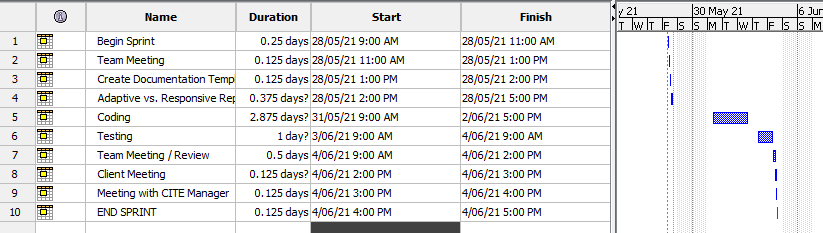 Name Duration Start Finish y 21 30 May 21 6 Jun
T W T F S S M T W T F S S M
1 Begin Sprint 0.25 days 28/05/21 9:00 AM 28/05/21 11:00 AM
2 Team Meeting 0.125 days 28/05/21 11:00 AM 28/05/21 1:00 PM
3 Create Documentation Templ 0.125 days 28/05/21 1:00 PM 28/05/21 2:00 PM
4 Adaptive vs. Responsive Rep 0.375 days? 28/05/21 2:00 PM 28/05/21 5:00 PM
5 Coding 2.875 days? 31/05/21 9:00 AM 2/06/21 5:00 PM
6 Testing 1 day? 3/06/21 9:00 AM 4/06/21 9:00 AM
7 Team Meeting / Review 0.5 days 4/06/21 9:00 AM 4/06/21 2:00 PM
8 Client Meeting 0.125 days? 4/06/21 2:00 PM 4/06/21 3:00 PM
9 Meeting with CITE Manager 0.125 days 4/06/21 3:00 PM 4/06/21 4:00 PM
10 END SPRINT 0.125 days 4/06/21 4:00 PM 4/06/21 5:00 PM